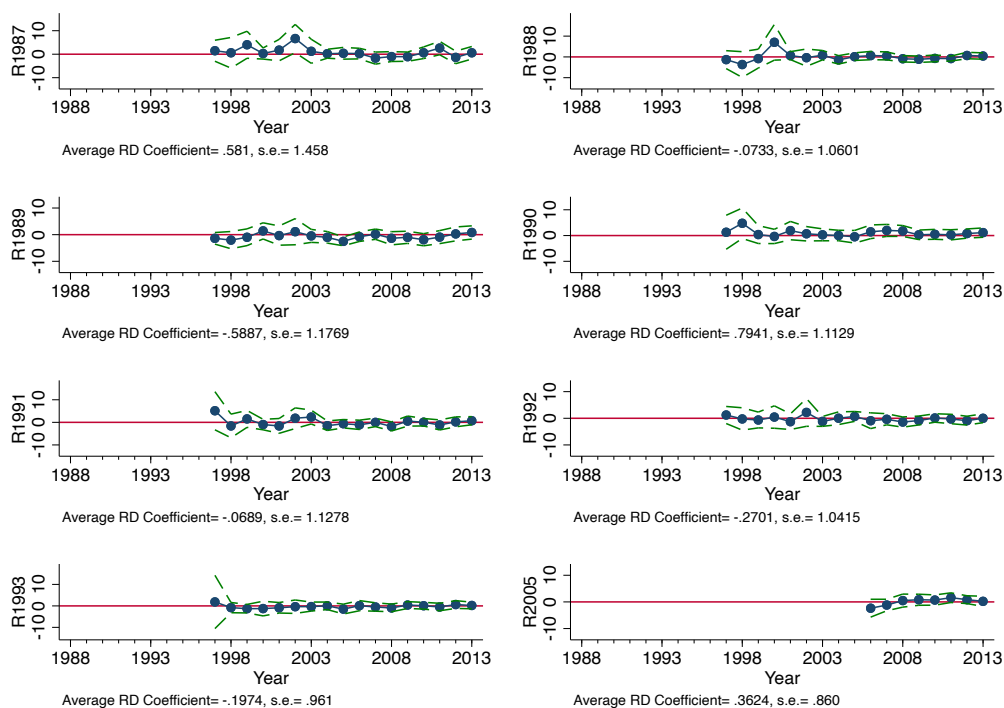 R1987
-10 0 10
1988 1993 1998 2003 2008 2013
Year
Average RD Coefficient= .581, s.e.= 1.458
R1988
-10 0 10
1988 1993 1998 2003 2008 2013
Year
Average RD Coefficient= -.0733, s.e.= 1.0601
R1989
-10 0 10
1988 1993 1998 2003 2008 2013
Year
Average RD Coefficient= -.5887, s.e.= 1.1769
R1990
-10 0 10
1988 1993 1998 2003 2008 2013
Year
Average RD Coefficient= .7941, s.e.= 1.1129
R1991
-10 0 10
1988 1993 1998 2003 2008 2013
Year
Average RD Coefficient= -.0689, s.e.= 1.1278
R1992
-10 0 10
1988 1993 1998 2003 2008 2013
Year
Average RD Coefficient= -.2701, s.e.= 1.0415
R1993
-10 0 10
1988 1993 1998 2003 2008 2013
Year
Average RD Coefficient= -.1974, s.e.= .961
R2005
-10 0 10
1988 1993 1998 2003 2008 2013
Year
Average RD Coefficient= .3624, s.e.= .860